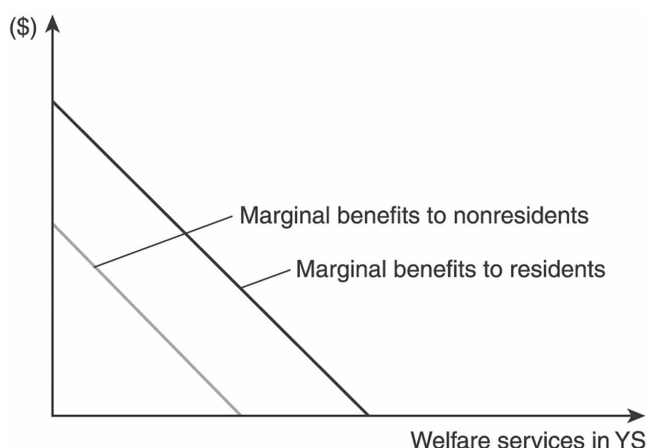 ($)
Marginal benefits to nonresidents
Marginal benefits to residents
Welfare services in YS